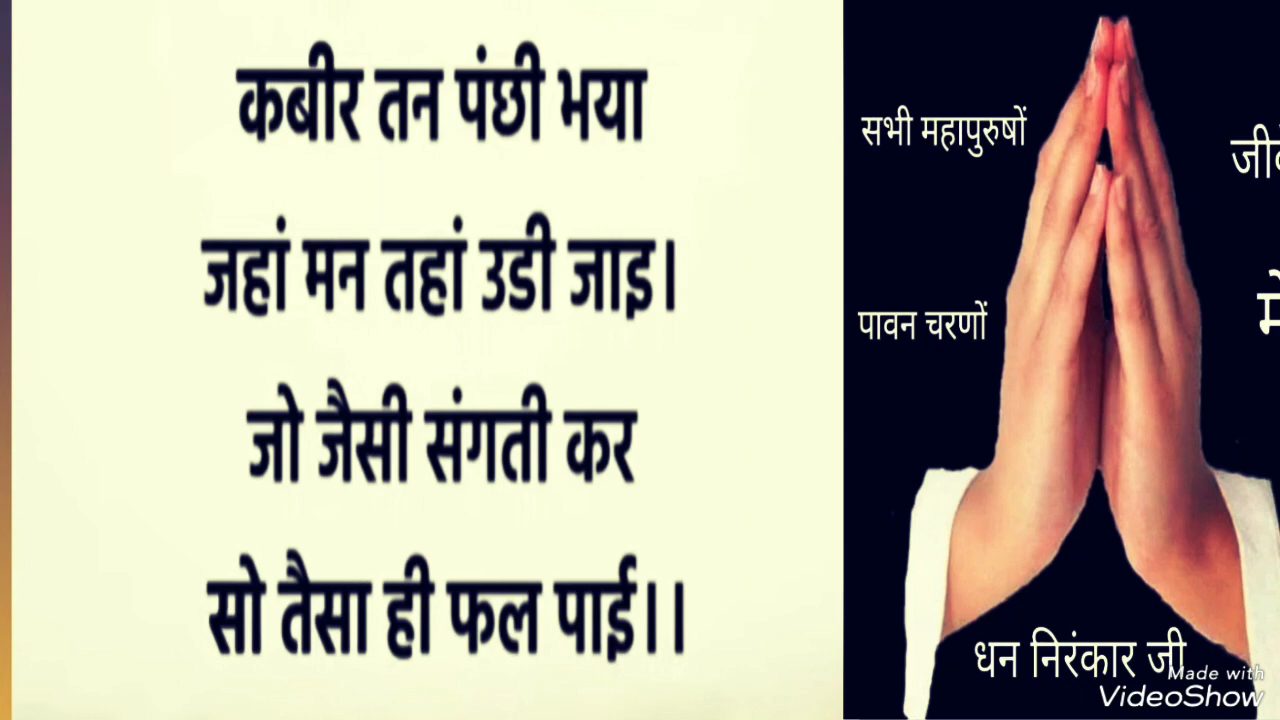 कबीर तन पंछी भया
जहां मन तहां उडी जाइ।
जो जैसी संगती कर
सो तैसा ही फल पाई।।
सभी महापुरुषों
पावन चरणों
धन निरंकार जी
Made with
VideoShow